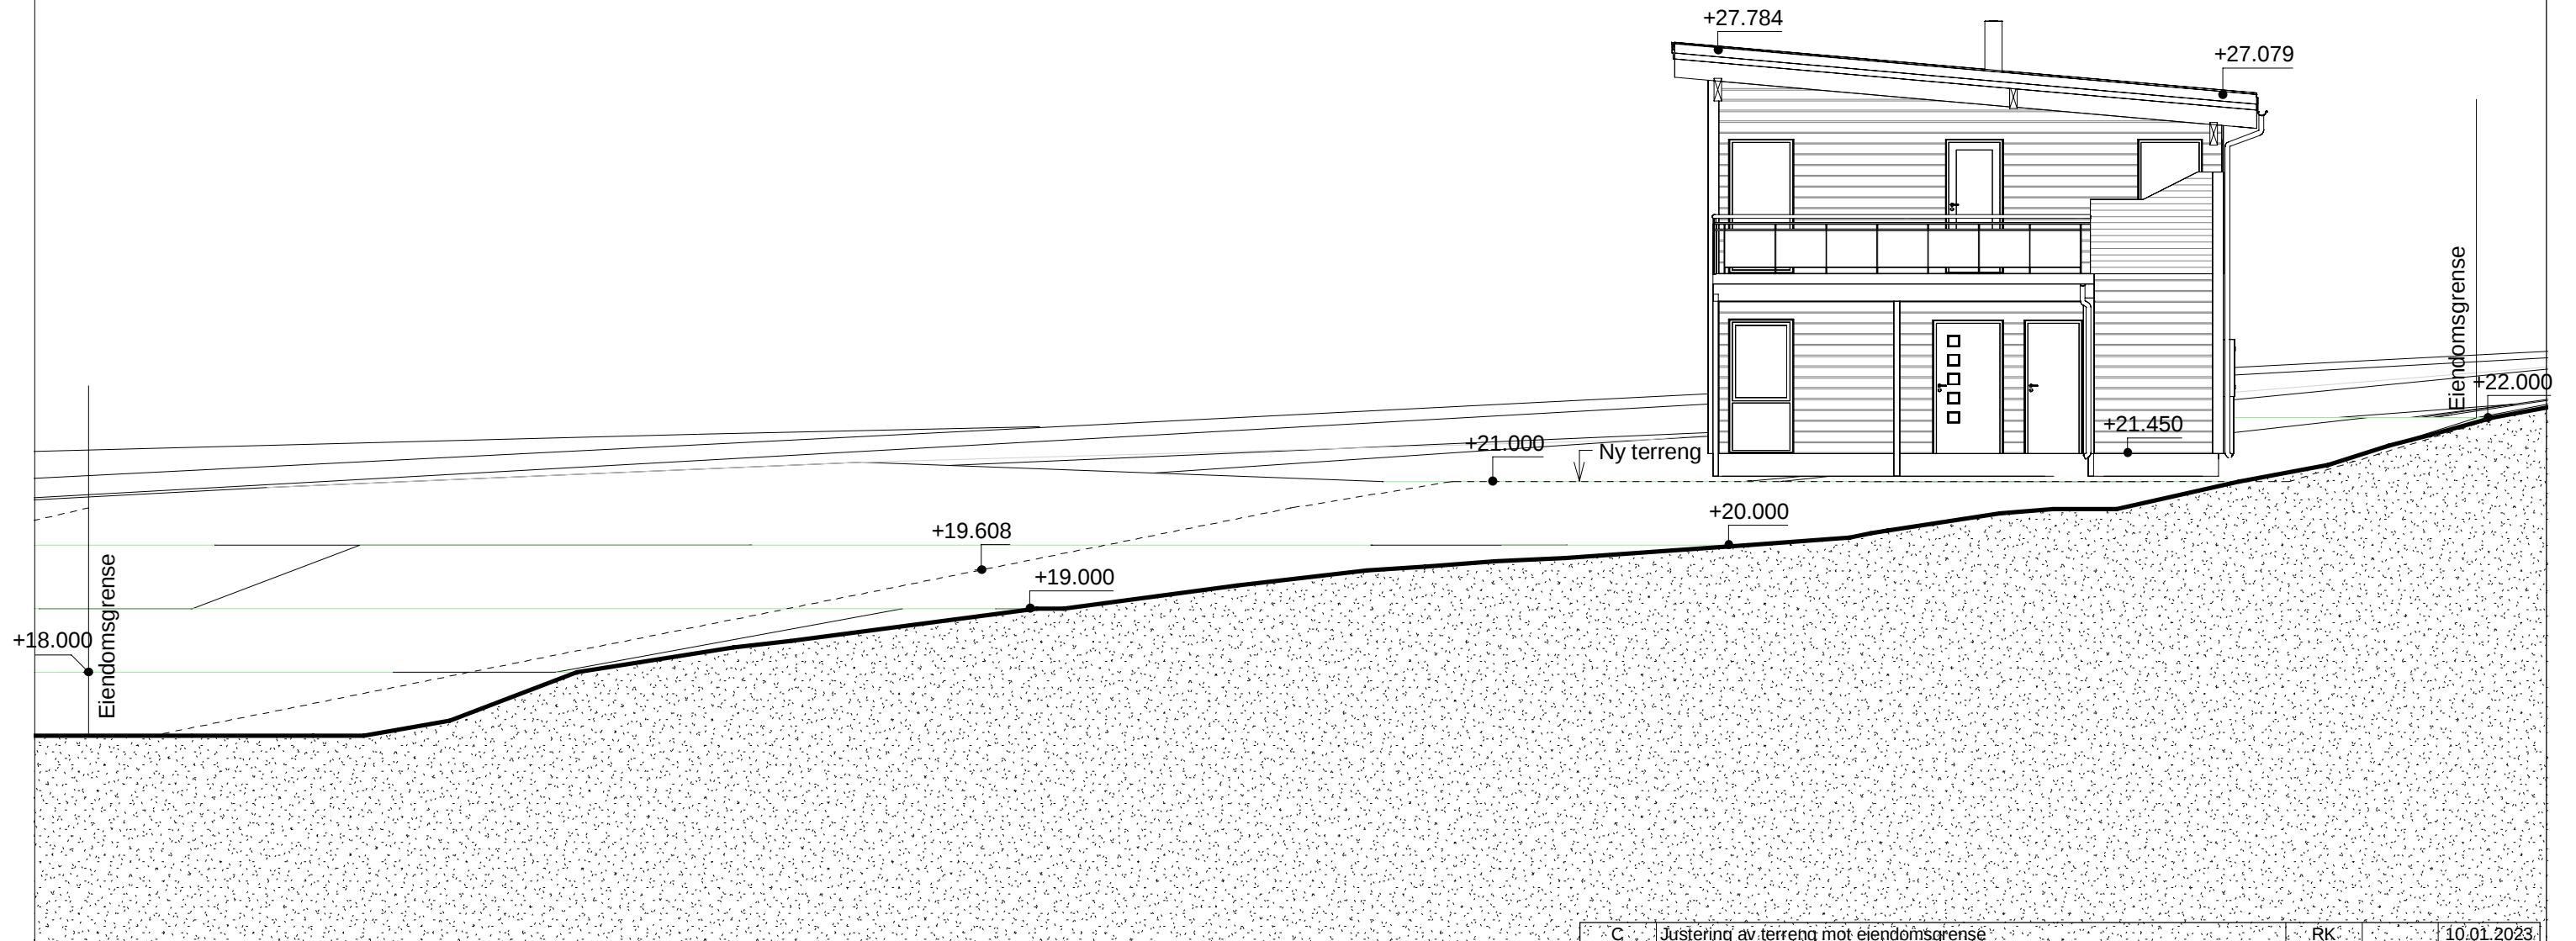 +27.784
+27.079
Eiendomsgrense
+22.000
+21.450
+21.000
Ny terreng
+20.000
+19.608
+19.000
+18.000
Eiendomsgrense
C Justering av terreng mot eiendomsgrense RK 10.01.2023